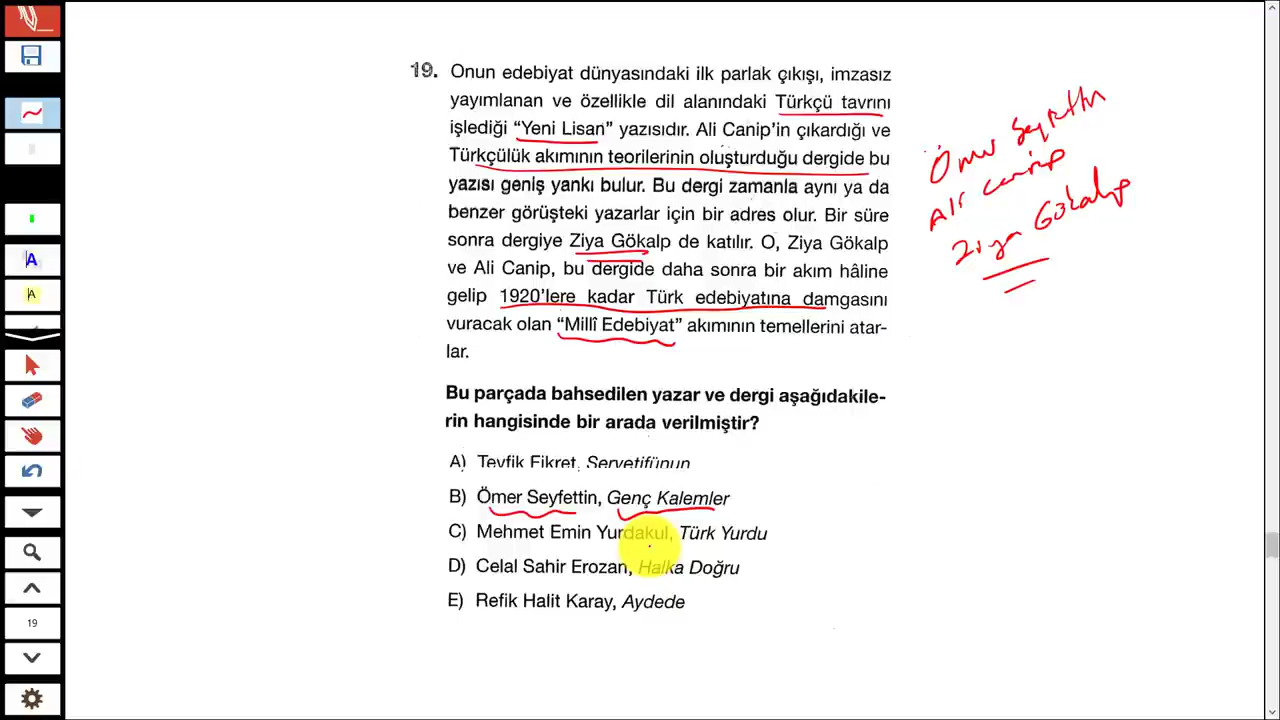 19. Onun edebiyat dünyasındaki ilk parlak çıkışı, imzasız
yayımlanan ve özellikle dil alanındaki Türkçü tavrını
işlediği “Yeni Lisan” yazısıdır. Ali Canip’in çıkardığı ve
Türkçülük akımının teorilerinin oluşturduğu dergide bu
yazısı geniş yankı bulur. Bu dergi zamanla aynı ya da
benzer görüşteki yazarlar için bir adres olur. Bir süre
sonra dergiye Ziya Gökalp de katılır. O, Ziya Gökalp
ve Ali Canip, bu dergide daha sonra bir akım hâline
gelip 1920’lere kadar Türk edebiyatına damgasını
vuracak olan “Millî Edebiyat” akımının temellerini atar-
lar.
Bu parçada bahsedilen yazar ve dergi aşağıdakile-
rin hangisinde bir arada verilmiştir?
A) Tevfik Fikret, Servetifünun
B) Ömer Seyfettin, Genç Kalemler
C) Mehmet Emin Yurdakul, Türk Yurdu
D) Celal Sahir Erozan, Halka Doğru
E) Refik Halit Karay, Aydede
Ömer Seyfettin
Ali Canip
Ziya Gökalp
A
A
19